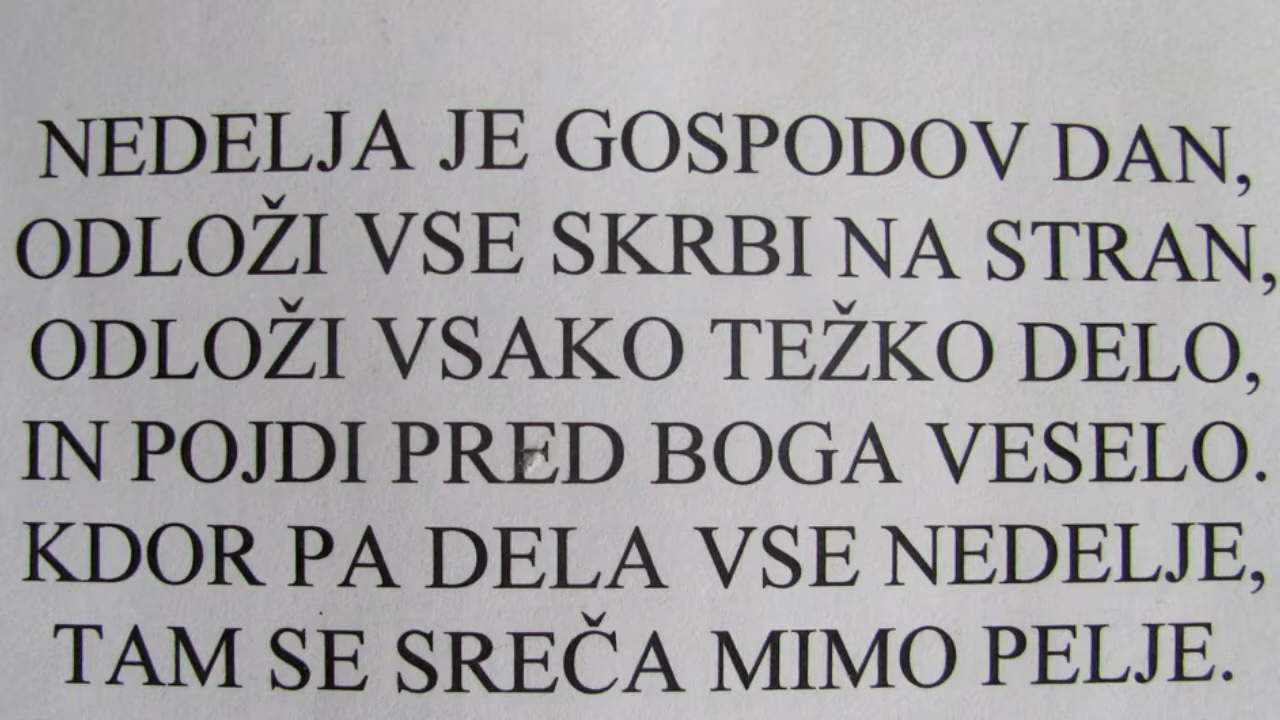 NEDELJA JE GOSPODOV DAN,
ODLOŽI VSE SKRBI NA STRAN,
ODLOŽI VSAKO TEŽKO DELO,
IN POJDI PRED BOGA VESELO.
KDOR PA DELA VSE NEDELJE,
TAM SE SREČA MIMO PELJE.